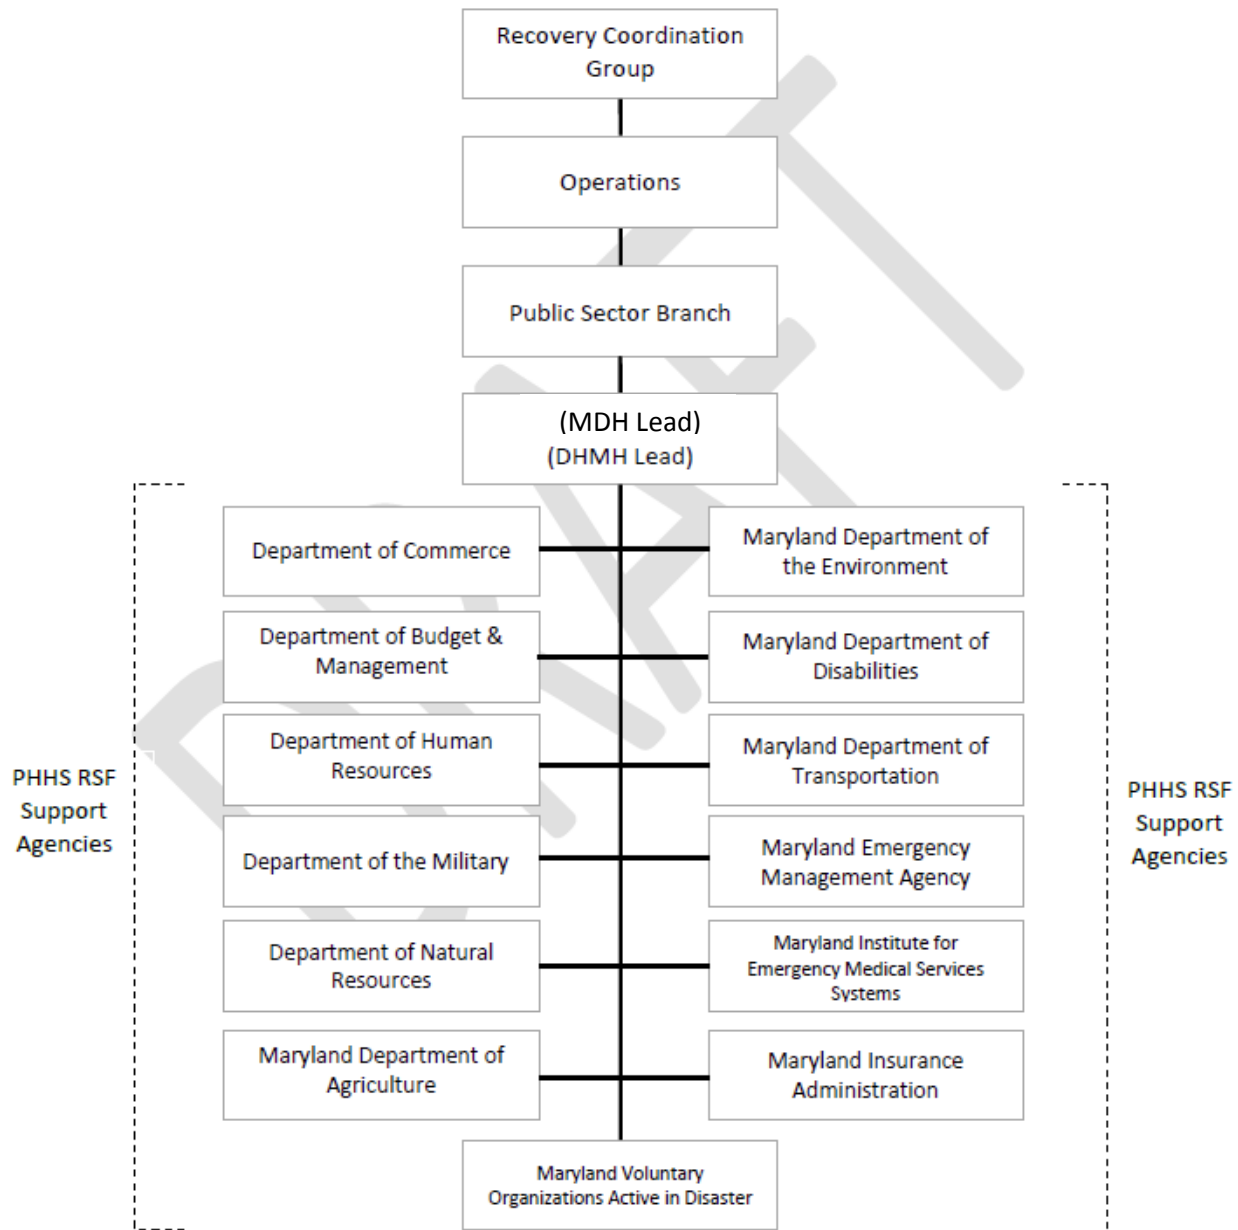 Recovery Coordination
Group
Operations
Public Sector Branch
(MDH Lead)
(DHMH Lead)
Department of Commerce
Maryland Department of
the Environment
Department of Budget &
Management
Maryland Department of
Disabilities
Department of Human
Resources
Maryland Department of
Transportation
PHHS RSF
Support
Agencies
PHHS RSF
Support
Agencies
Department of the Military
Maryland Emergency
Management Agency
Department of Natural
Resources
Maryland Institute for
Emergency Medical Services
Systems
Maryland Department of
Agriculture
Maryland Insurance
Administration
Maryland Voluntary
Organizations Active in Disaster
DRAFT